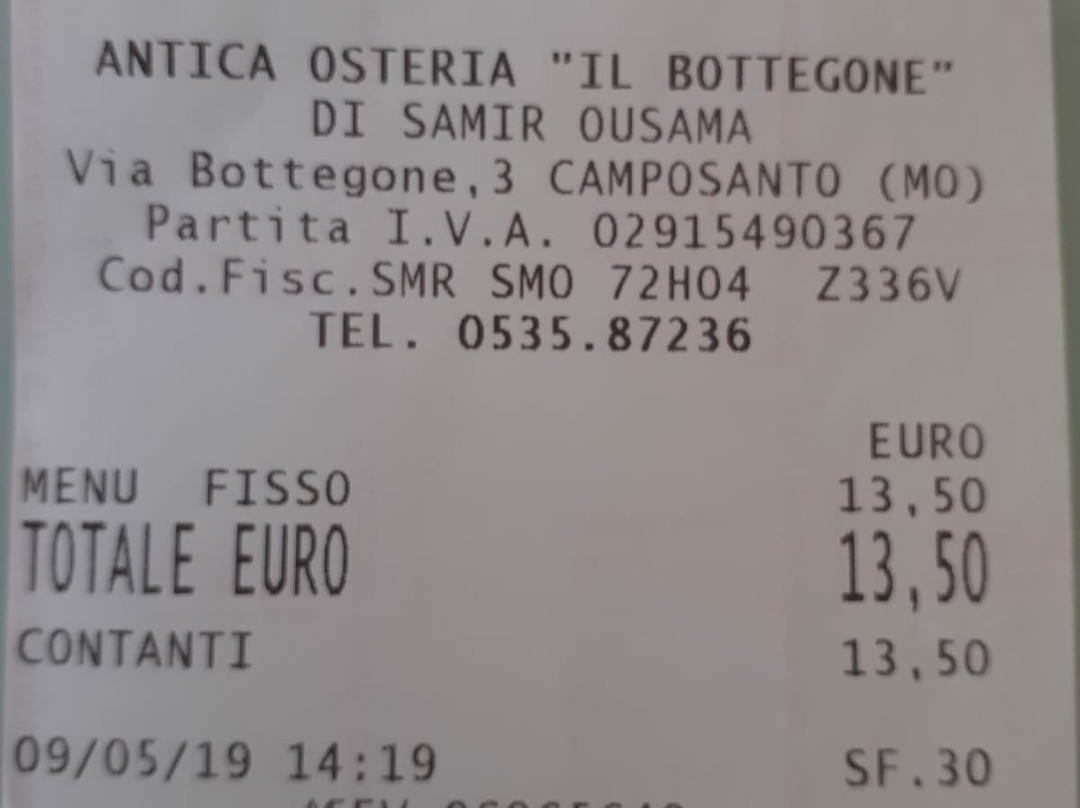 ANTICA OSTERIA "IL BOTTEGONE"
DI SAMIR OUSAMA
Via Bottegone,3 CAMPOSANTO (MO)
Partita I.V.A. 02915490367
Cod.Fisc.SMR SMO 72H04 Z336V
TEL. 0535.87236
EURO
MENU FISSO 13,50
TOTALE EURO 13,50
CONTANTI 13,50
09/05/19 14:19 SF.30